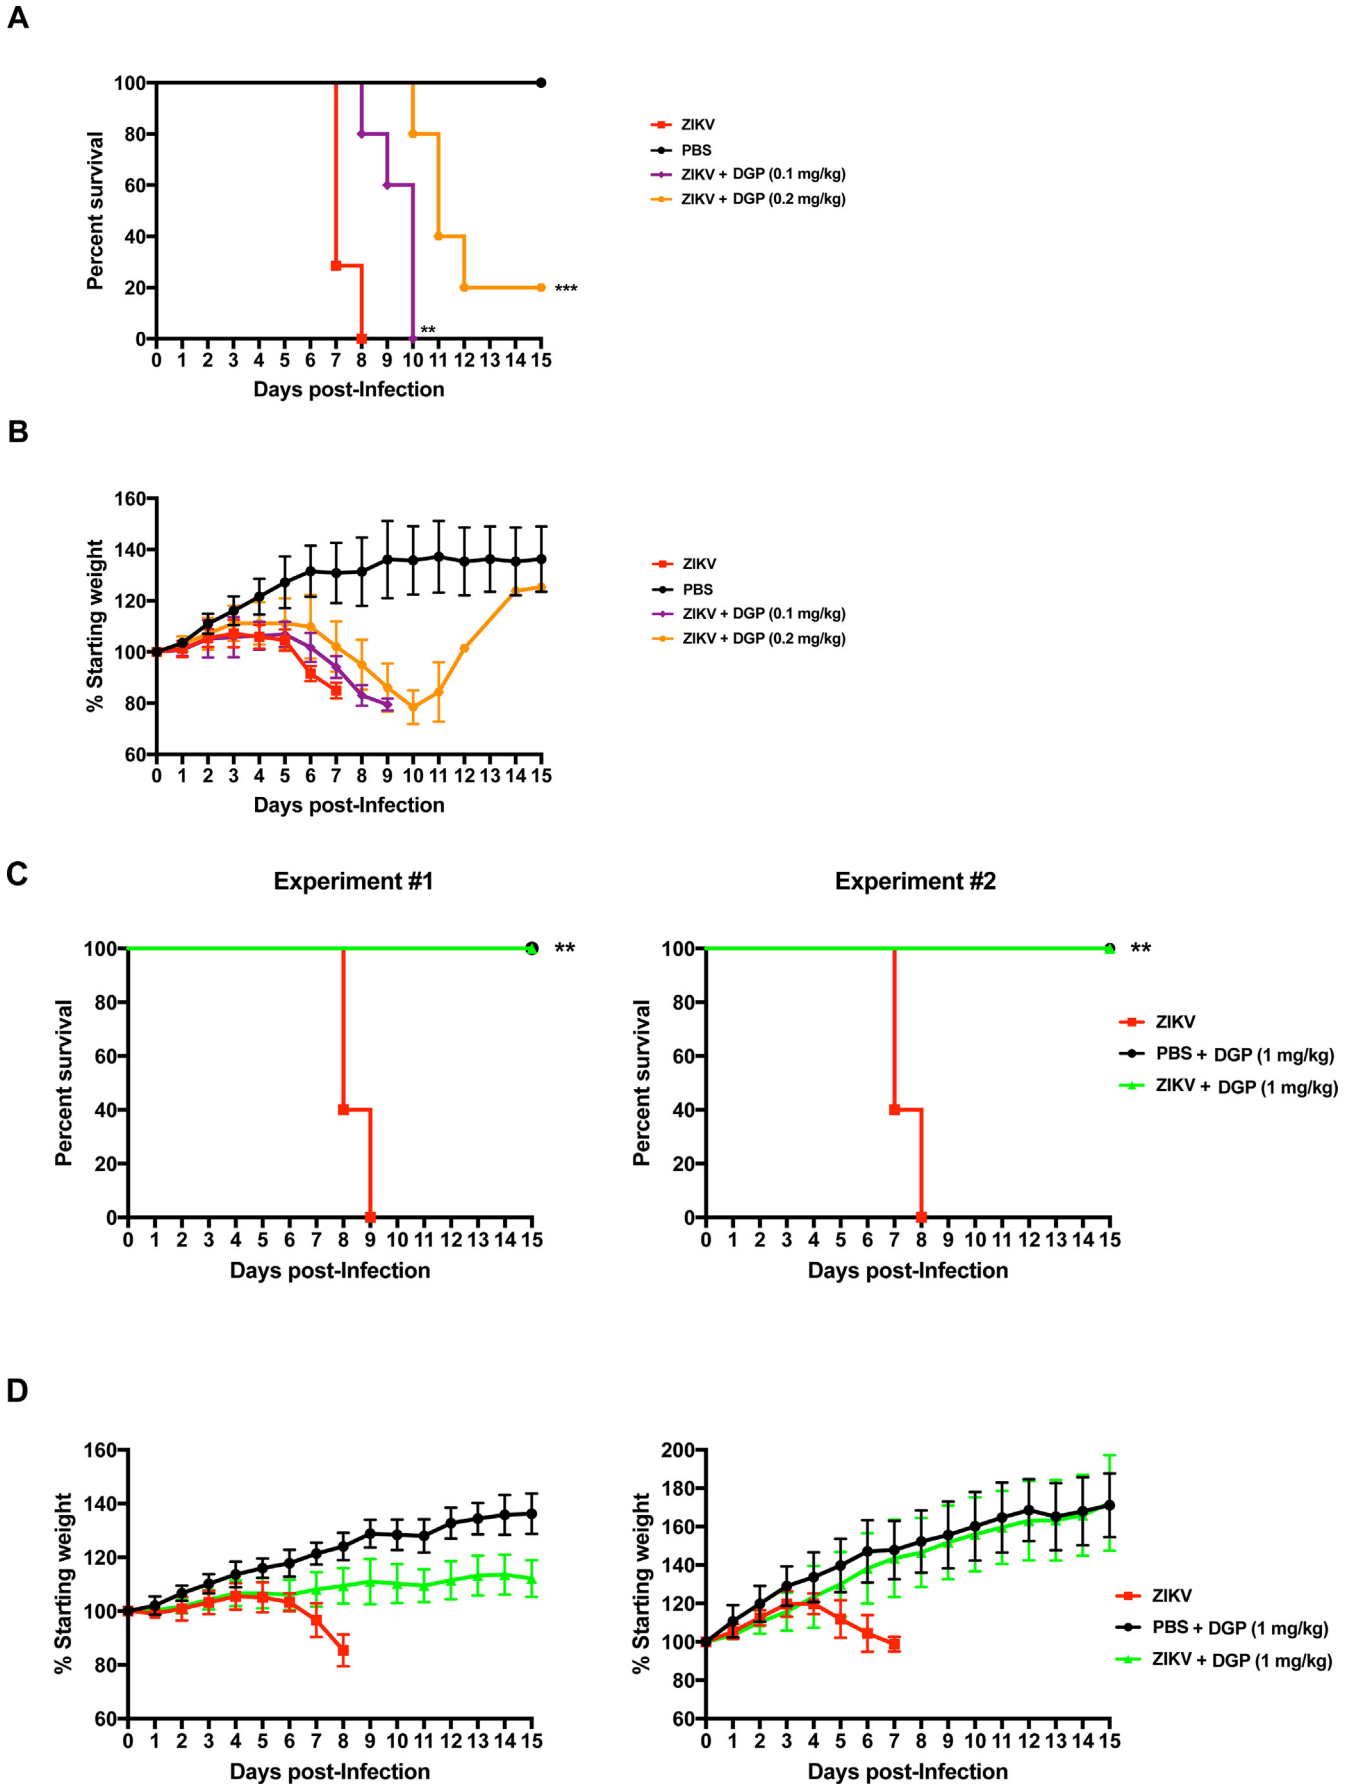 A
100
80
60
40
20
0
Percent survival
0 1 2 3 4 5 6 7 8 9 10 11 12 13 14 15
Days post-Infection
**
***
ZIKV
PBS
ZIKV + DGP (0.1 mg/kg)
ZIKV + DGP (0.2 mg/kg)
B
160
140
120
100
80
60
% Starting weight
0 1 2 3 4 5 6 7 8 9 10 11 12 13 14 15
Days post-Infection
ZIKV
PBS
ZIKV + DGP (0.1 mg/kg)
ZIKV + DGP (0.2 mg/kg)
C
Experiment #1
100
80
60
40
20
0
Percent survival
0 1 2 3 4 5 6 7 8 9 10 11 12 13 14 15
Days post-Infection
**
Experiment #2
100
80
60
40
20
0
Percent survival
0 1 2 3 4 5 6 7 8 9 10 11 12 13 14 15
Days post-Infection
**
ZIKV
PBS + DGP (1 mg/kg)
ZIKV + DGP (1 mg/kg)
D
160
140
120
100
80
60
% Starting weight
0 1 2 3 4 5 6 7 8 9 10 11 12 13 14 15
Days post-Infection
200
180
160
140
120
100
80
60
% Starting weight
0 1 2 3 4 5 6 7 8 9 10 11 12 13 14 15
Days post-Infection
ZIKV
PBS + DGP (1 mg/kg)
ZIKV + DGP (1 mg/kg)